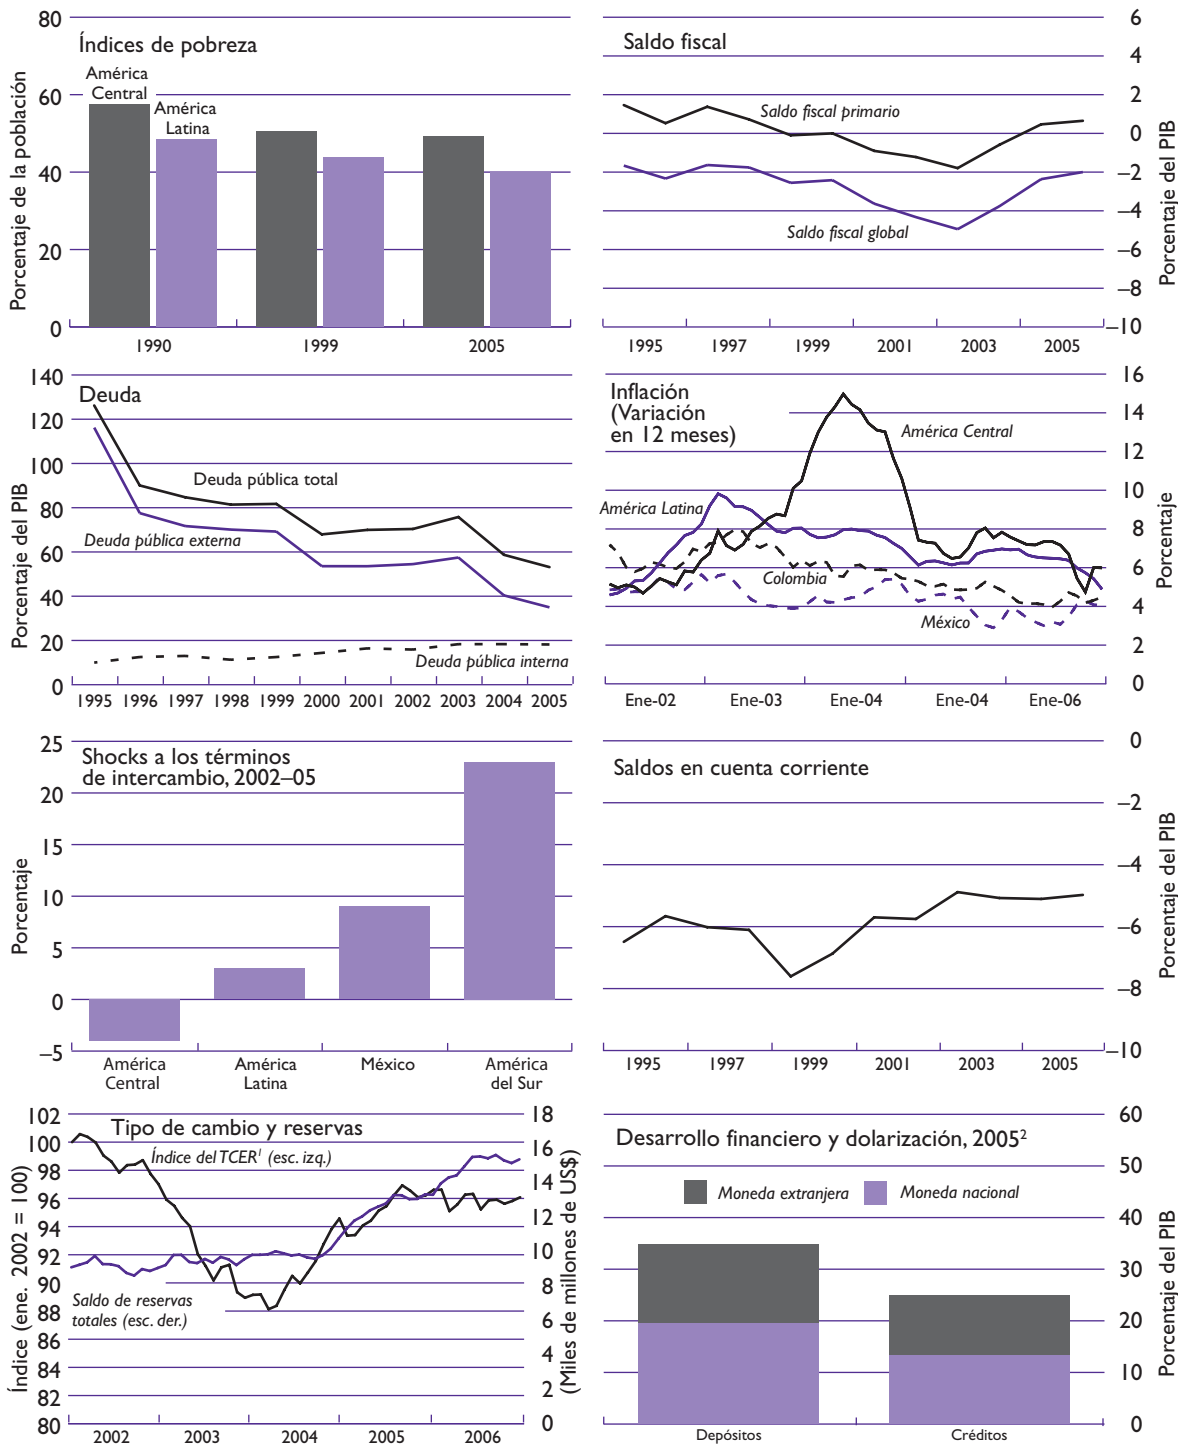 Índices de pobreza
Porcentaje de la población
80
60
40
20
0
América
Central
América
Latina
1990
1999
2005
Saldo fiscal
Saldo fiscal primario
Saldo fiscal global
6
4
2
0
–2
–4
–6
–8
–10
Porcentaje del PIB
1995
1997
1999
2001
2003
2005
Deuda
Porcentaje del PIB
140
120
100
80
60
40
20
0
Deuda pública total
Deuda pública externa
Deuda pública interna
1995 1996 1997 1998 1999 2000 2001 2002 2003 2004 2005
Inflación
(Variación
en 12 meses)
América Central
América Latina
Colombia
México
16
14
12
10
8
6
4
2
0
Porcentaje
Ene-02
Ene-03
Ene-04
Ene-04
Ene-06
Shocks a los términos
de intercambio, 2002–05
Porcentaje
25
20
15
10
5
0
–5
América
Central
América
Latina
México
América
del Sur
Saldos en cuenta corriente
0
–2
–4
–6
–8
–10
Porcentaje del PIB
1995
1997
1999
2001
2003
2005
Tipo de cambio y reservas
Índice del TCER¹ (esc. izq.)
Saldo de reservas
totales (esc. der.)
Índice (ene. 2002 = 100)
102
100
98
96
94
92
90
88
86
84
82
80
18
16
14
12
10
8
6
4
2
0
(Miles de millones de US$)
2002
2003
2004
2005
2006
Desarrollo financiero y dolarización, 2005²
Moneda extranjera
Moneda nacional
60
50
40
30
20
10
0
Porcentaje del PIB
Depósitos
Créditos